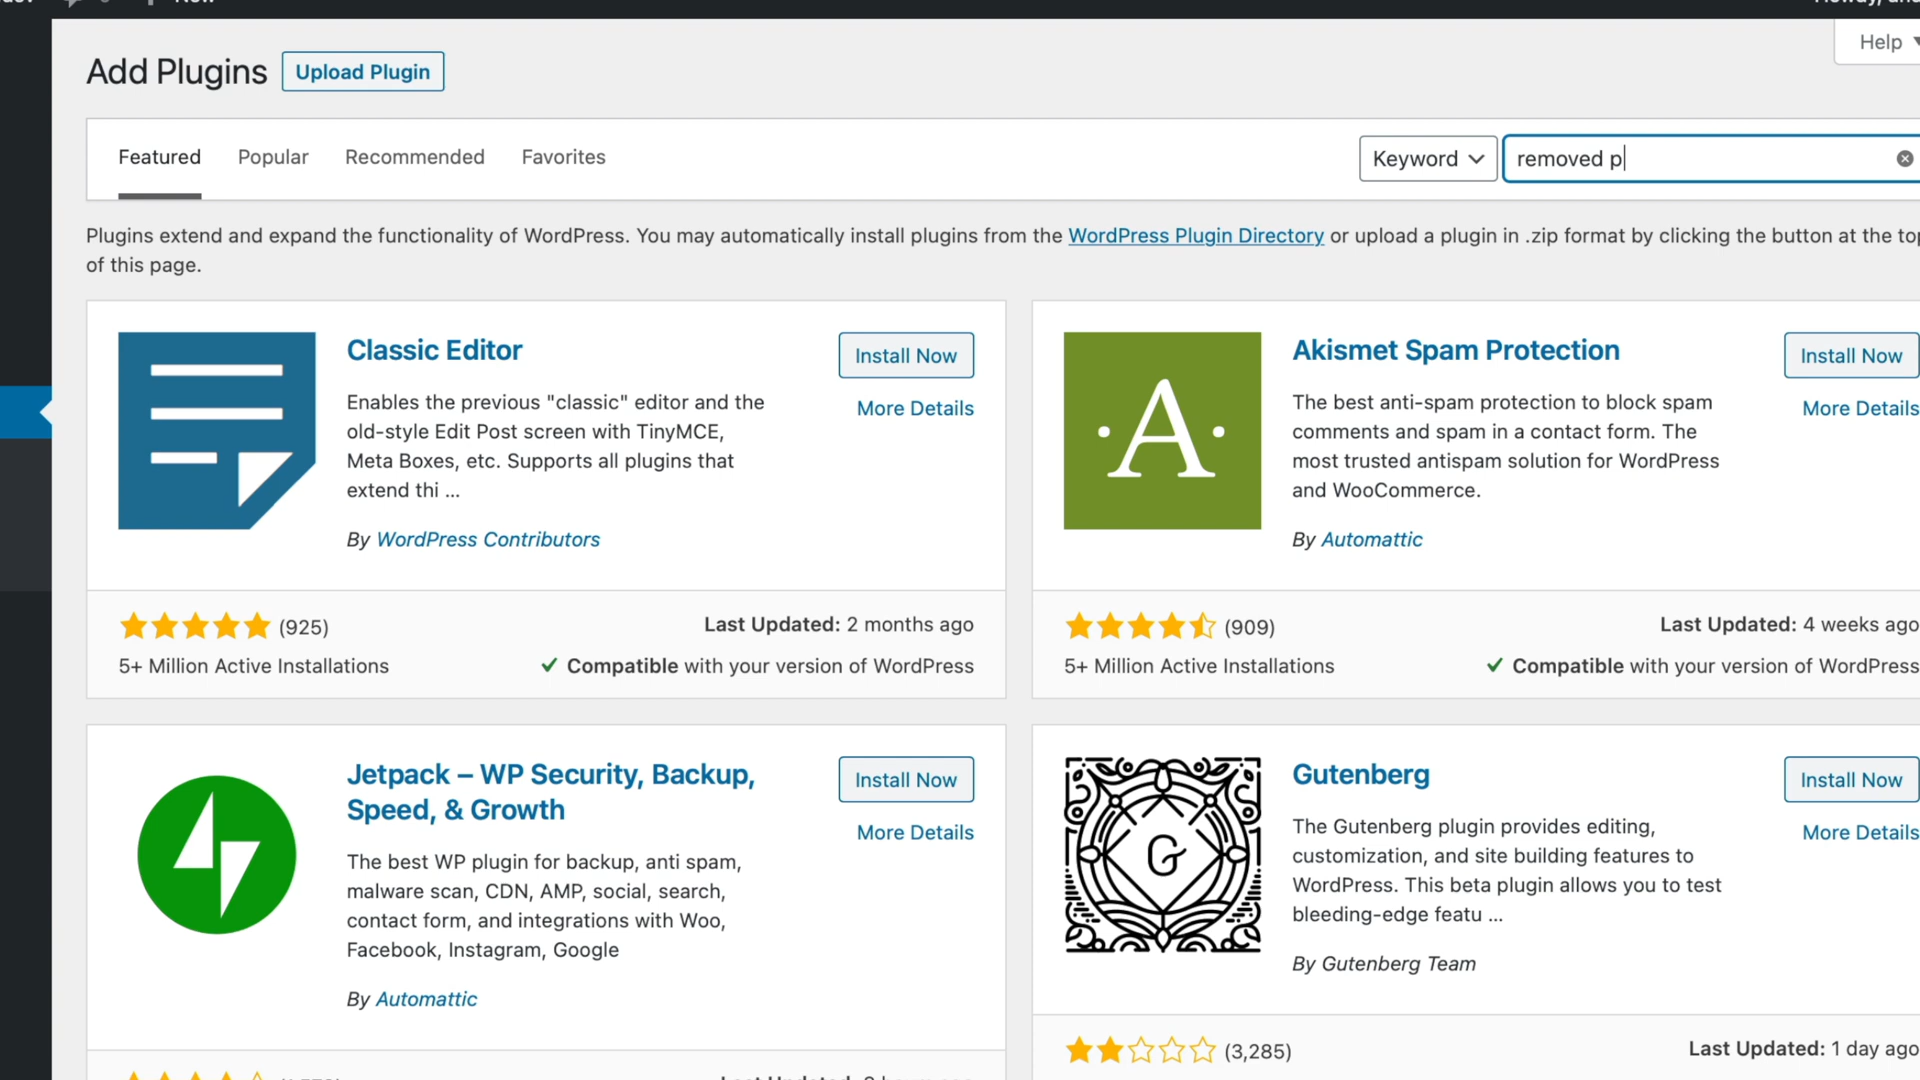 Help
Add Plugins
Upload Plugin
Featured
Popular
Recommended
Favorites
Keyword
removed p
Plugins extend and expand the functionality of WordPress. You may automatically install plugins from the WordPress Plugin Directory or upload a plugin in .zip format by clicking the button at the top
of this page.
Classic Editor
Install Now
More Details
Enables the previous "classic" editor and the
old-style Edit Post screen with TinyMCE,
Meta Boxes, etc. Supports all plugins that
extend thi ...
By WordPress Contributors
(925)
Last Updated: 2 months ago
5+ Million Active Installations
Compatible with your version of WordPress
A
Akismet Spam Protection
Install Now
More Details
The best anti-spam protection to block spam
comments and spam in a contact form. The
most trusted antispam solution for WordPress
and WooCommerce.
By Automattic
(909)
Last Updated: 4 weeks ago
5+ Million Active Installations
Compatible with your version of WordPress
Jetpack – WP Security, Backup,
Speed, & Growth
Install Now
More Details
The best WP plugin for backup, anti spam,
malware scan, CDN, AMP, social, search,
contact form, and integrations with Woo,
Facebook, Instagram, Google
By Automattic
G
Gutenberg
Install Now
More Details
The Gutenberg plugin provides editing,
customization, and site building features to
WordPress. This beta plugin allows you to test
bleeding-edge featu ...
By Gutenberg Team
(3,285)
Last Updated: 1 day ago